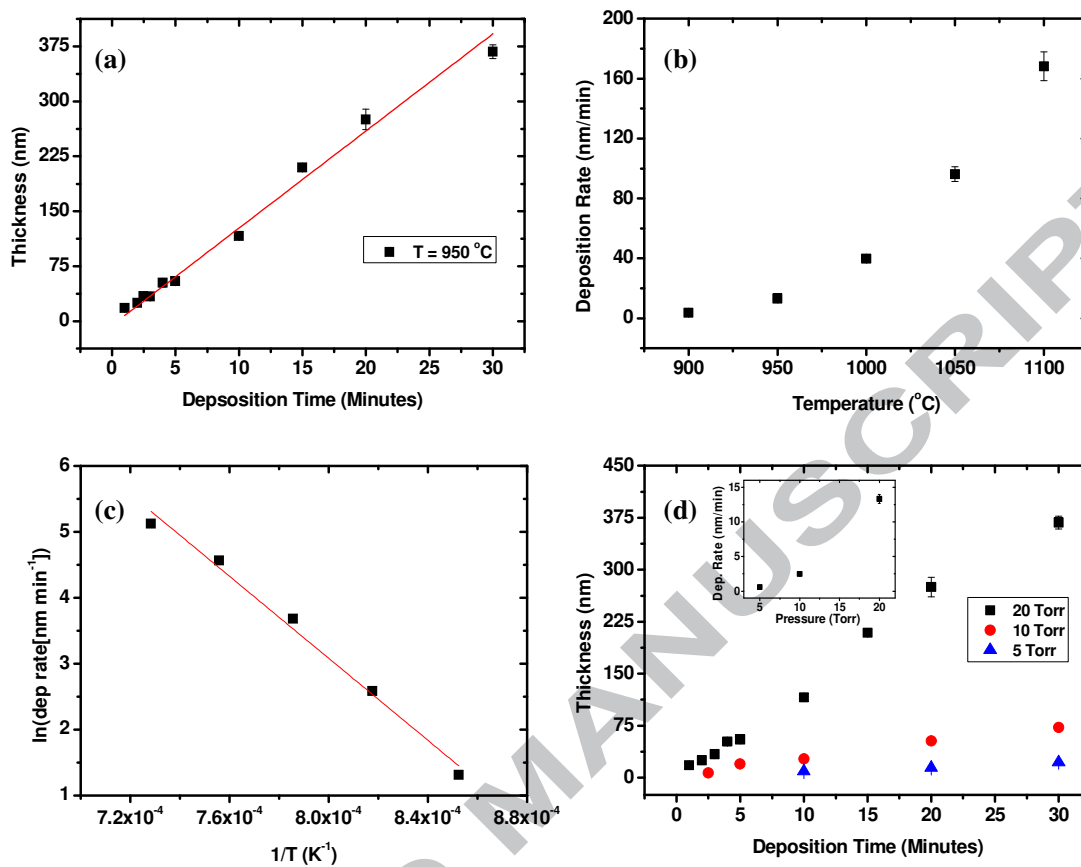 (a)
Thickness (nm)
375
300
225
150
75
0
T = 950 °C
0 5 10 15 20 25 30
Depsosition Time (Minutes)
(b)
Deposition Rate (nm/min)
200
160
120
80
40
0
900 950 1000 1050 1100
Temperature (°C)
(c)
ln(dep rate[nm min⁻¹])
6
5
4
3
2
1
7.2x10⁻⁴ 7.6x10⁻⁴ 8.0x10⁻⁴ 8.4x10⁻⁴ 8.8x10⁻⁴
1/T (K⁻¹)
(d)
Thickness (nm)
450
375
300
225
150
75
0
Dep. Rate (nm/min)
15
10
5
0
5 10 15 20
Pressure (Torr)
20 Torr
10 Torr
5 Torr
0 5 10 15 20 25 30
Deposition Time (Minutes)
MANUSCRIPT